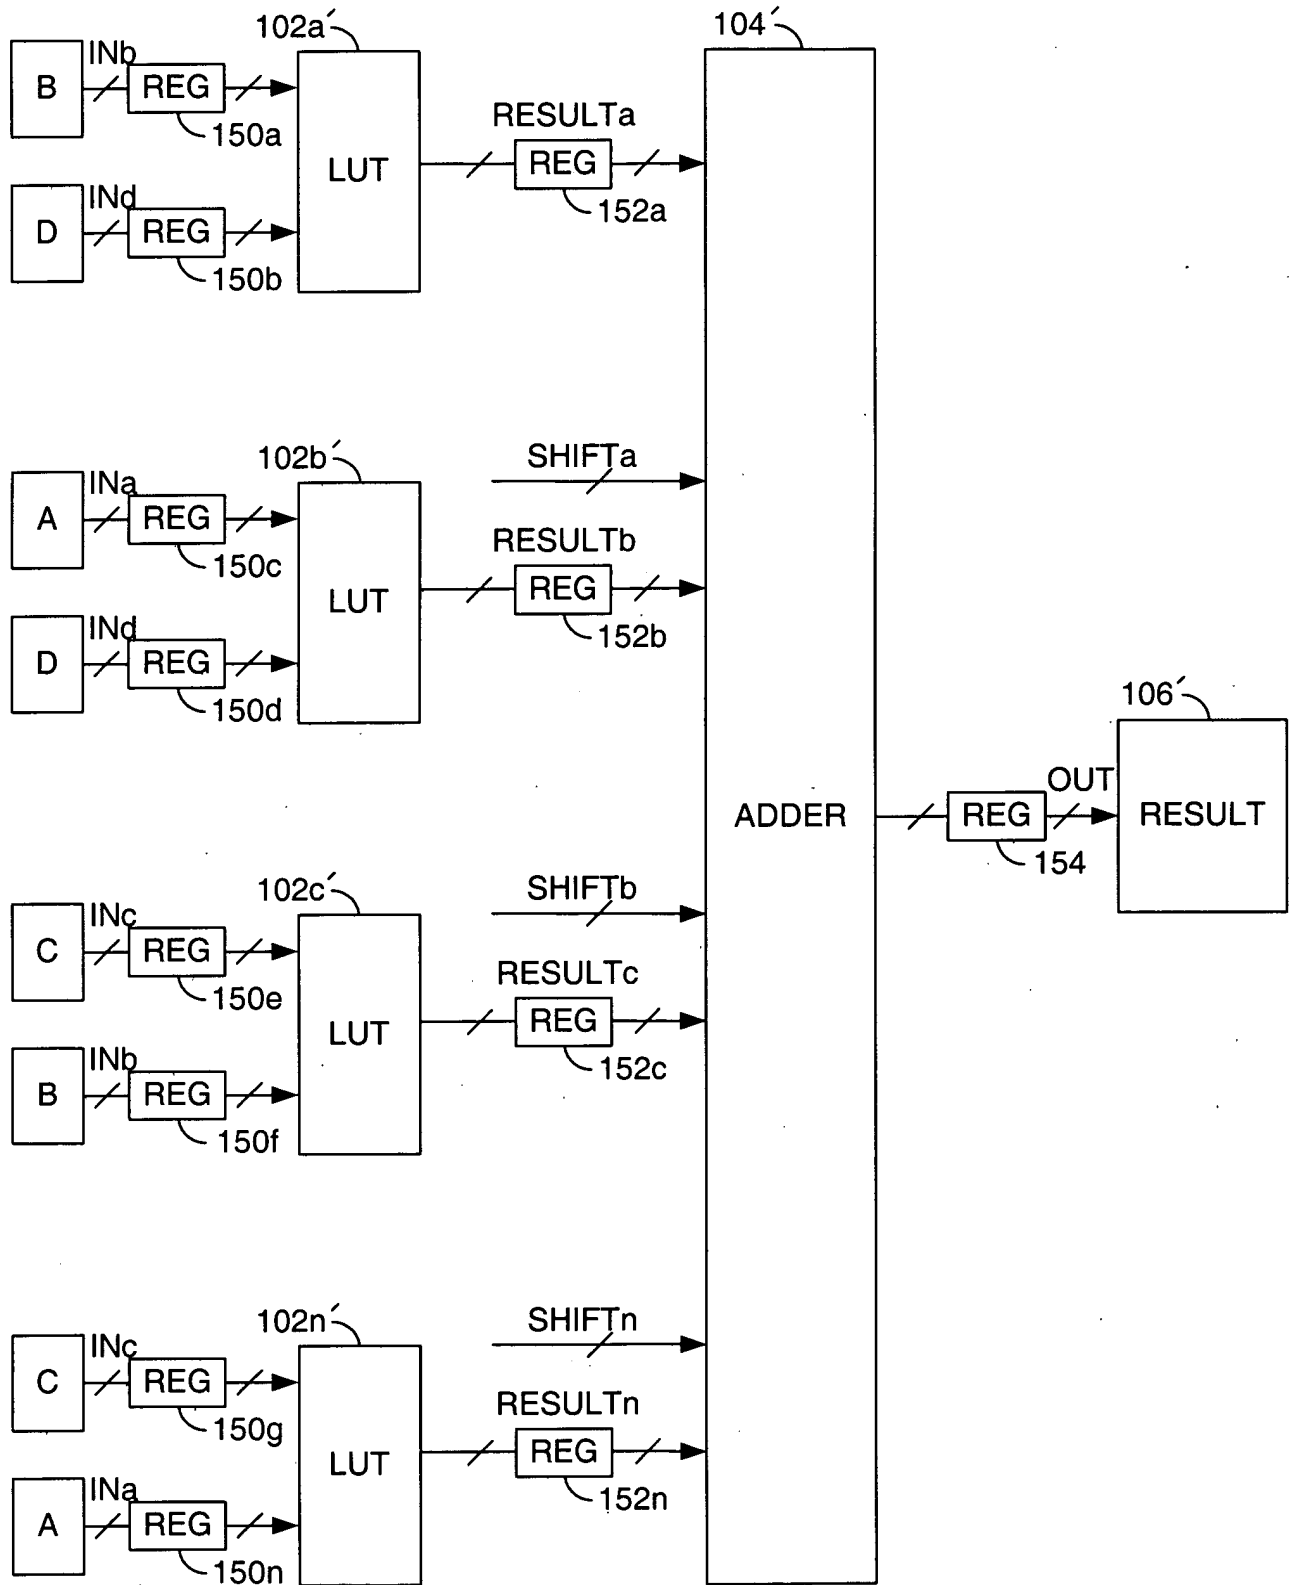 102a´
104´
B
INb
REG
150a
LUT
RESULTa
REG
152a
D
INd
REG
150b
102b´
SHIFTa
A
INa
REG
150c
LUT
RESULTb
REG
152b
D
INd
REG
150d
ADDER
REG
154
OUT
106´
RESULT
102c´
SHIFTb
C
INc
REG
150e
LUT
RESULTc
REG
152c
B
INb
REG
150f
102n´
SHIFTn
C
INc
REG
150g
LUT
RESULTn
REG
152n
A
INa
REG
150n